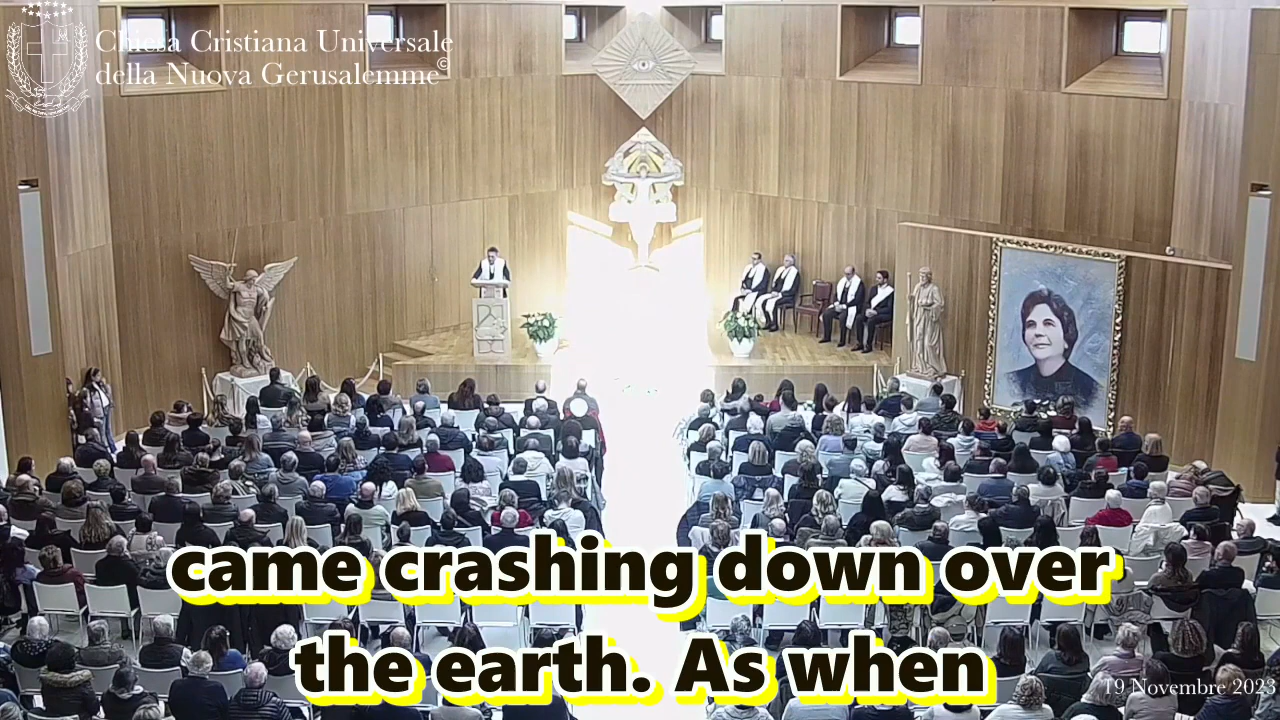 Chiesa Cristiana Universale
della Nuova Gerusalemme©
came crashing down over
the earth. As when
19 Novembre 2023